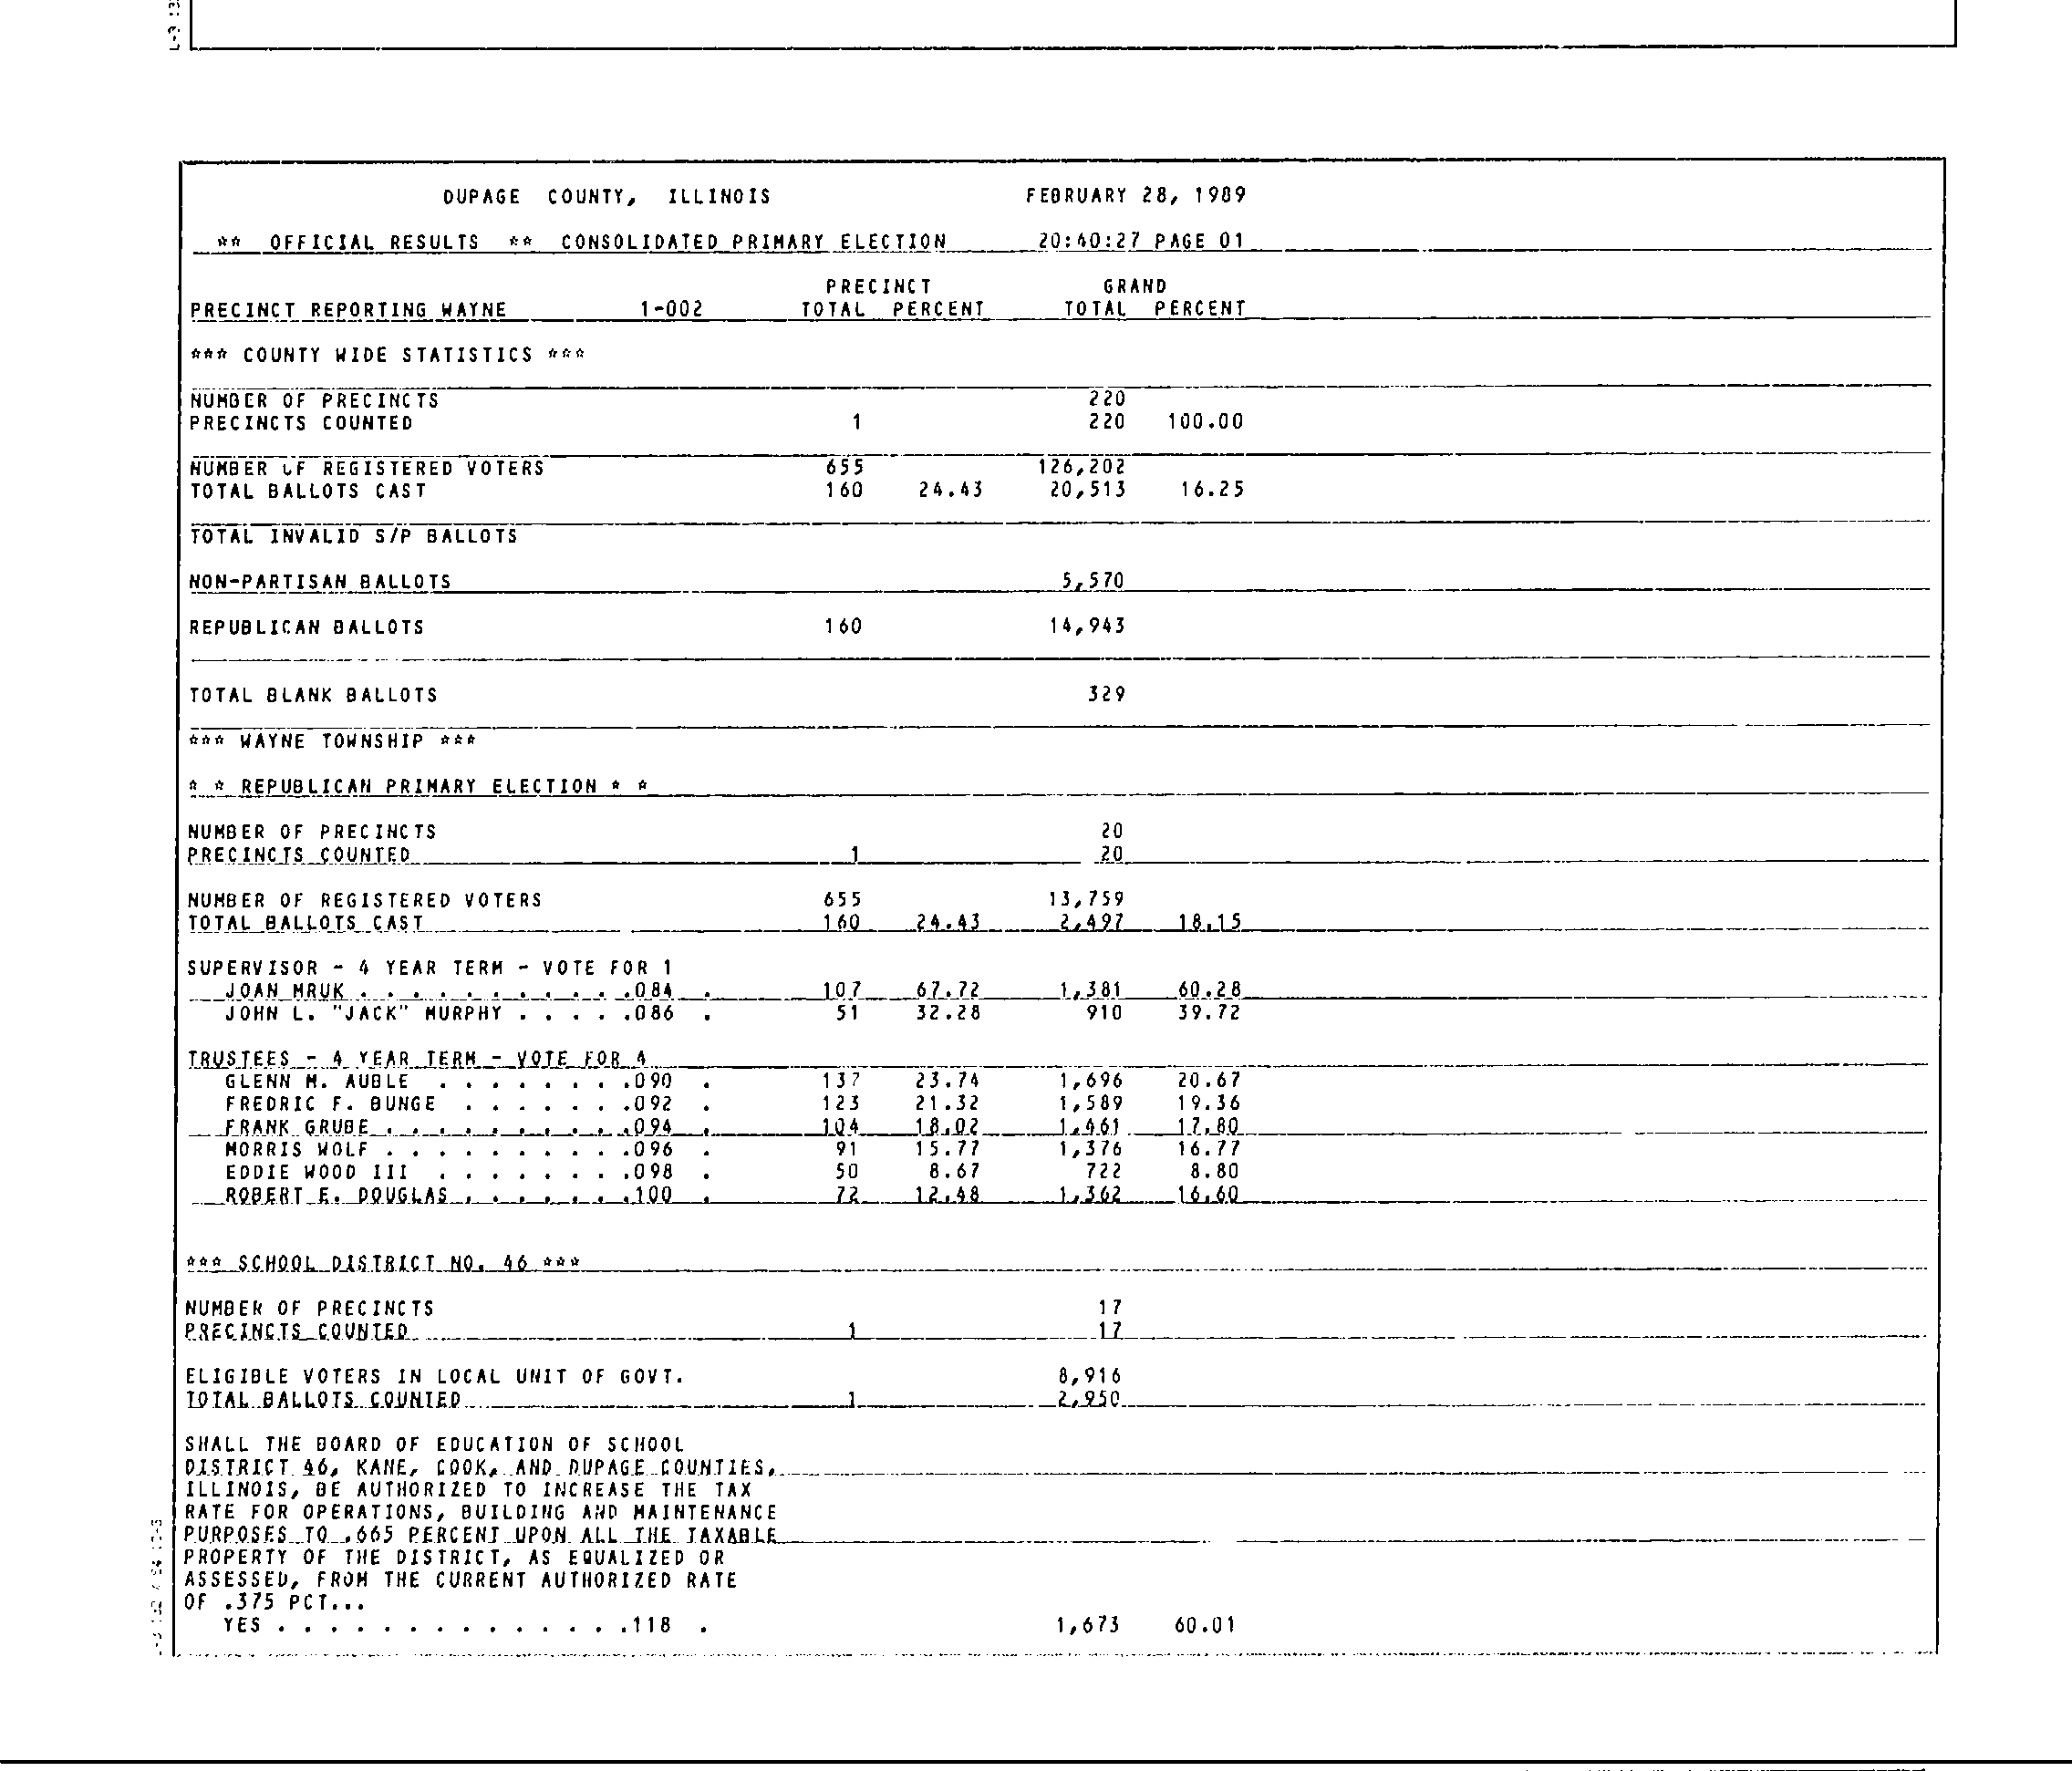 DUPAGE COUNTY, ILLINOIS FEBRUARY 28, 1989
** OFFICIAL RESULTS ** CONSOLIDATED PRIMARY ELECTION 20:40:27 PAGE 01
PRECINCT GRAND
PRECINCT REPORTING WAYNE 1-002 TOTAL PERCENT TOTAL PERCENT
*** COUNTY WIDE STATISTICS ***
NUMBER OF PRECINCTS 220
PRECINCTS COUNTED 1 220 100.00
NUMBER OF REGISTERED VOTERS 655 126,202
TOTAL BALLOTS CAST 160 24.43 20,513 16.25
TOTAL INVALID S/P BALLOTS
NON-PARTISAN BALLOTS 5,570
REPUBLICAN BALLOTS 160 14,943
TOTAL BLANK BALLOTS 329
*** WAYNE TOWNSHIP ***
* * REPUBLICAN PRIMARY ELECTION * *
NUMBER OF PRECINCTS 20
PRECINCTS COUNTED 1 20
NUMBER OF REGISTERED VOTERS 655 13,759
TOTAL BALLOTS CAST 160 24.43 2,497 18.15
SUPERVISOR - 4 YEAR TERM - VOTE FOR 1
JOAN MRUK . . . . . . . . . . .084 . 107 67.72 1,381 60.28
JOHN L. "JACK" MURPHY . . . . .086 . 51 32.28 910 39.72
TRUSTEES - 4 YEAR TERM - VOTE FOR 4
GLENN M. AUBLE . . . . . . . .090 . 137 23.74 1,696 20.67
FREDRIC F. BUNGE . . . . . . .092 . 123 21.32 1,589 19.36
FRANK GRUBE . . . . . . . . . .094 . 104 18.02 1,461 17.80
MORRIS WOLF . . . . . . . . . .096 . 91 15.77 1,376 16.77
EDDIE WOOD III . . . . . . . .098 . 50 8.67 722 8.80
ROBERT E. DOUGLAS . . . . . . .100 . 72 12.48 1,362 16.60
*** SCHOOL DISTRICT NO. 46 ***
NUMBER OF PRECINCTS 17
PRECINCTS COUNTED 1 17
ELIGIBLE VOTERS IN LOCAL UNIT OF GOVT. 8,916
TOTAL BALLOTS COUNTED 1 2,950
SHALL THE BOARD OF EDUCATION OF SCHOOL
DISTRICT 46, KANE, COOK, AND DUPAGE COUNTIES,
ILLINOIS, BE AUTHORIZED TO INCREASE THE TAX
RATE FOR OPERATIONS, BUILDING AND MAINTENANCE
PURPOSES TO .665 PERCENT UPON ALL THE TAXABLE
PROPERTY OF THE DISTRICT, AS EQUALIZED OR
ASSESSED, FROM THE CURRENT AUTHORIZED RATE
OF .375 PCT...
YES . . . . . . . . . . . . . .118 . 1,673 60.01